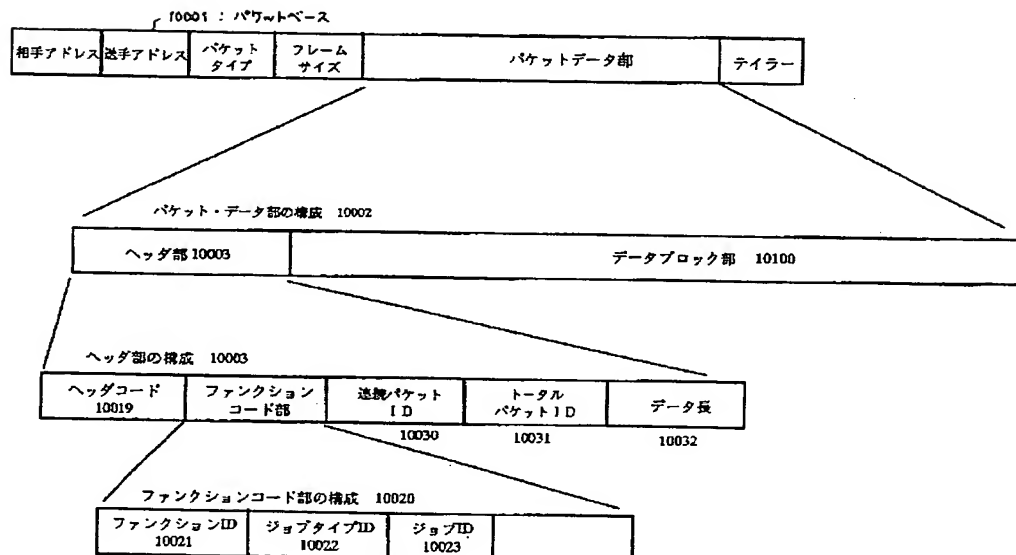 10001 : パケットベース
相手アドレス 送手アドレス パケット フレーム パケットデータ部 テイラー
タイプ サイズ
パケット・データ部の構成 10002
ヘッダ部 10003 データブロック部 10100
ヘッダ部の構成 10003
ヘッダコード ファンクション 連続パケット トータル データ長
10019 コード部 ID パケットID
10030 10031 10032
ファンクションコード部の構成 10020
ファンクションID ジョブタイプID ジョブID
10021 10022 10023